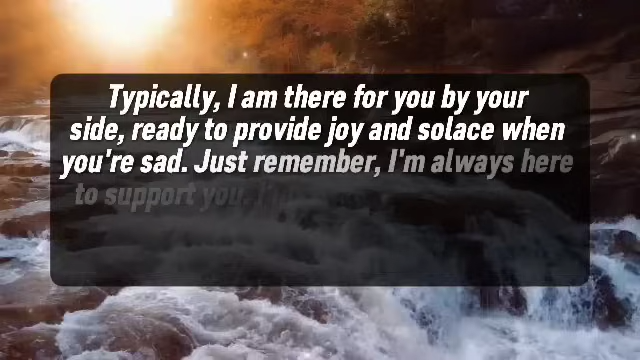 Typically, I am there for you by your
side, ready to provide joy and solace when
you're sad. Just remember, I'm always here
to support you.